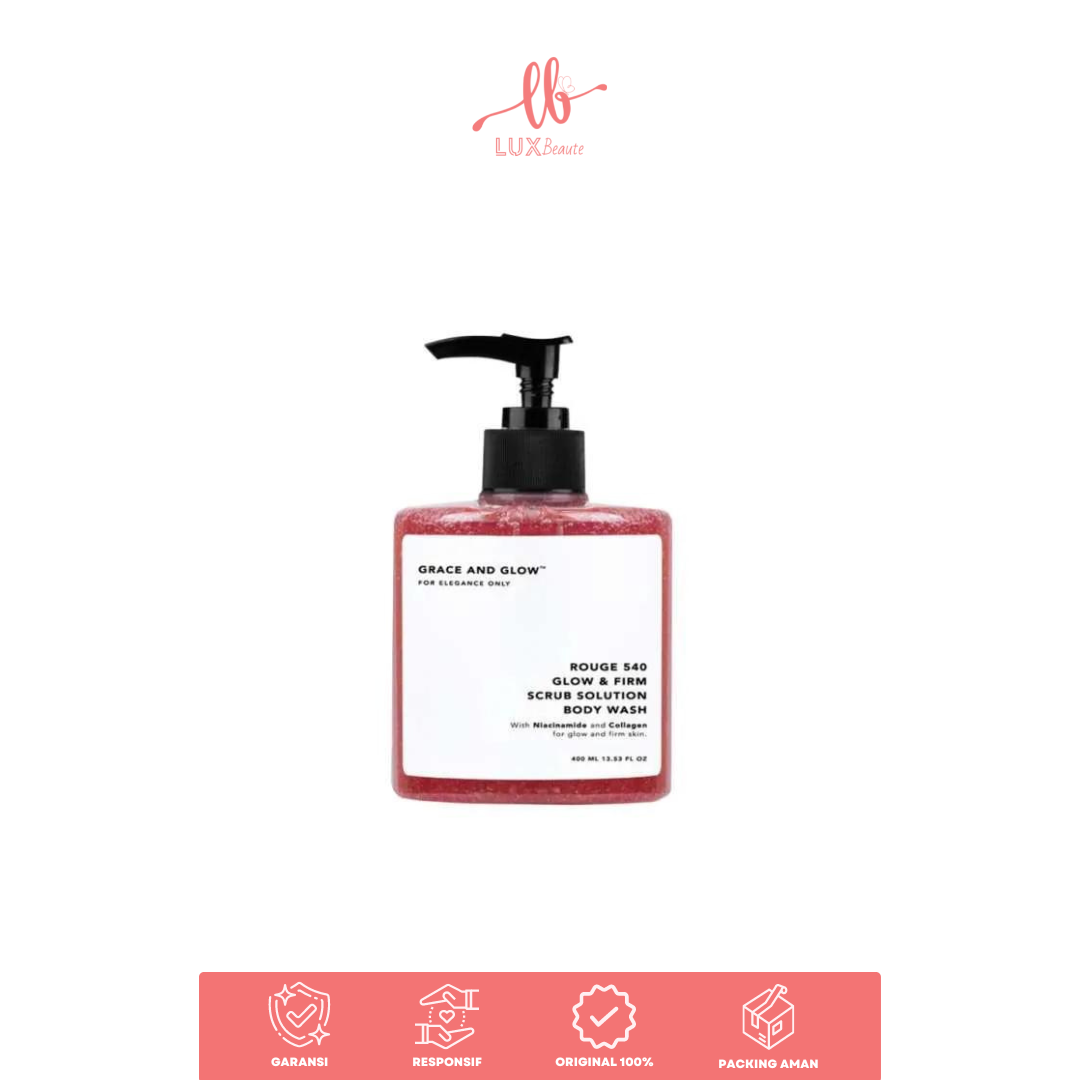 lb
LUX Beaute
GRACE AND GLOW™
FOR ELEGANCE ONLY
ROUGE 540
GLOW & FIRM
SCRUB SOLUTION
BODY WASH
With Niacinamide and Collagen
for glow and firm skin.
400 ML 13.53 FL OZ
GARANSI
RESPONSIF
ORIGINAL 100%
PACKING AMAN